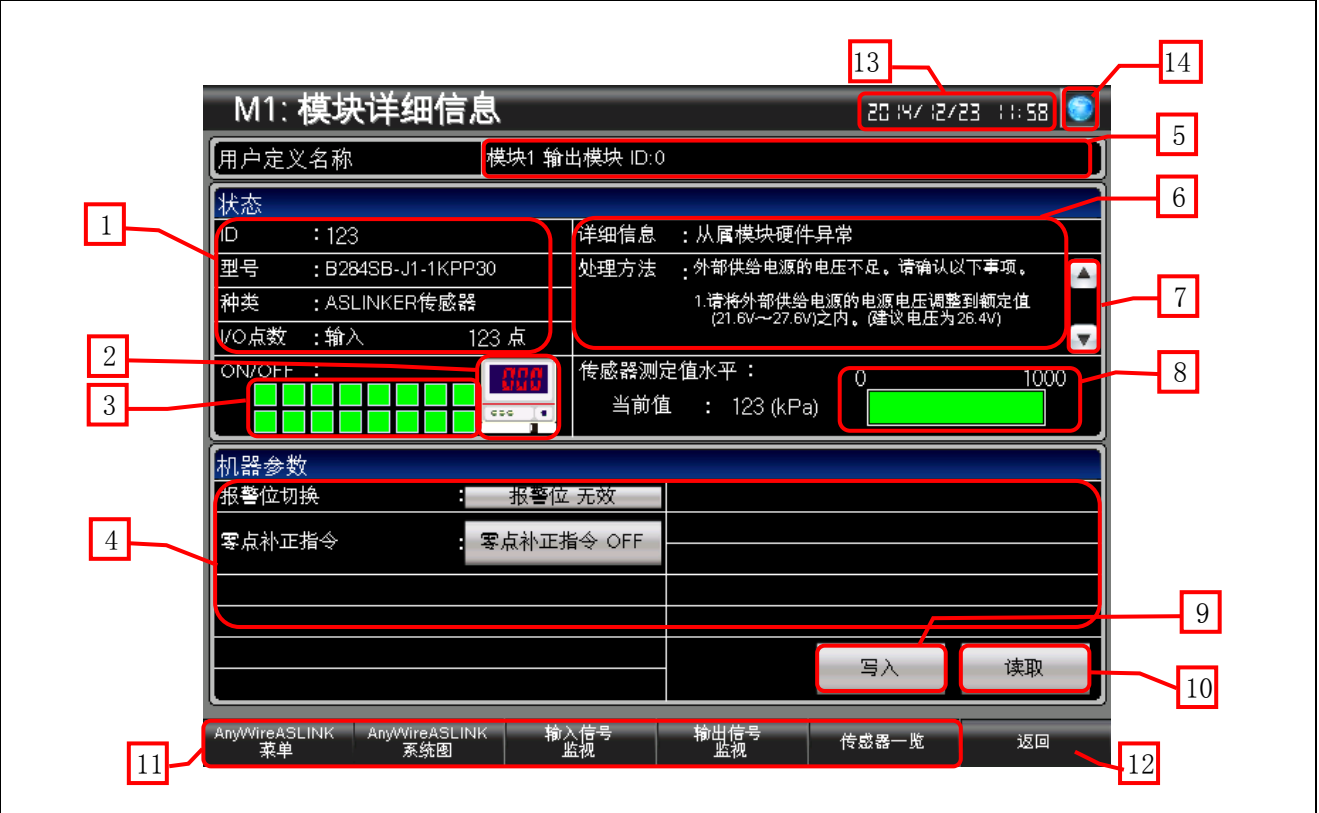 13
14
M1: 模块详细信息
2014/12/23 11:58
5
用户定义名称
模块1 输出模块 ID:0
6
状态
1
ID :123
详细信息 :从属模块硬件异常
型号 :B284SB-J1-1KPP30
处理方法 :外部供给电源的电压不足。请确认以下事项。
7
种类 :ASLINKER传感器
1.请将外部供给电源的电源电压调整到额定值
(21.6V～27.6V)之内。(建议电压为26.4V)
I/O点数 :输入 123 点
2
ON/OFF :
000
传感器测定值水平 :
0 1000
8
3
当前值 : 123 (kPa)
机器参数
报警位切换 : 报警位 无效
4
零点补正指令 : 零点补正指令 OFF
9
写入
读取
10
AnyWireASLINK
菜单
AnyWireASLINK
系统图
输入信号
监视
输出信号
监视
传感器一览
返回
11
12